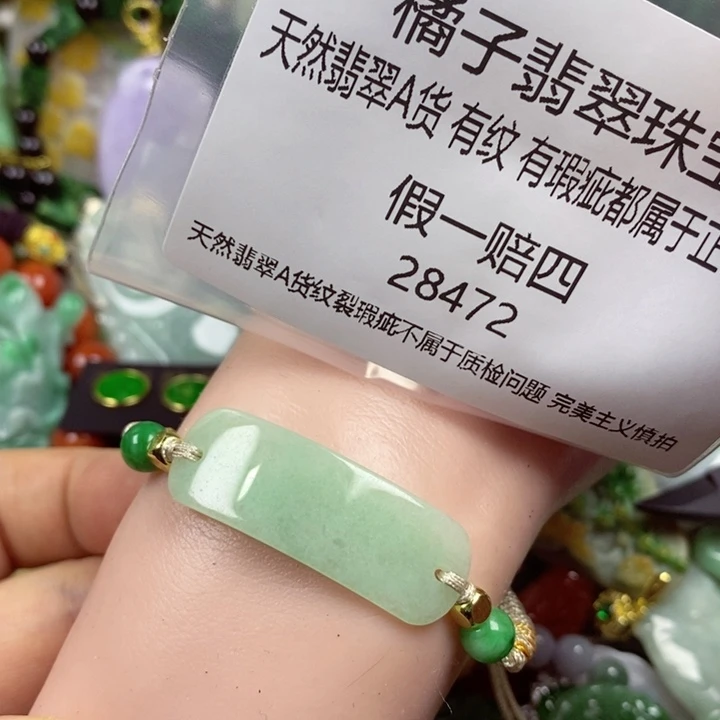 橘子翡翠珠宝
天然翡翠A货 有纹 有瑕疵都属于正
假一赔四
28472
天然翡翠A货纹裂瑕疵不属于质检问题 完美主义慎拍